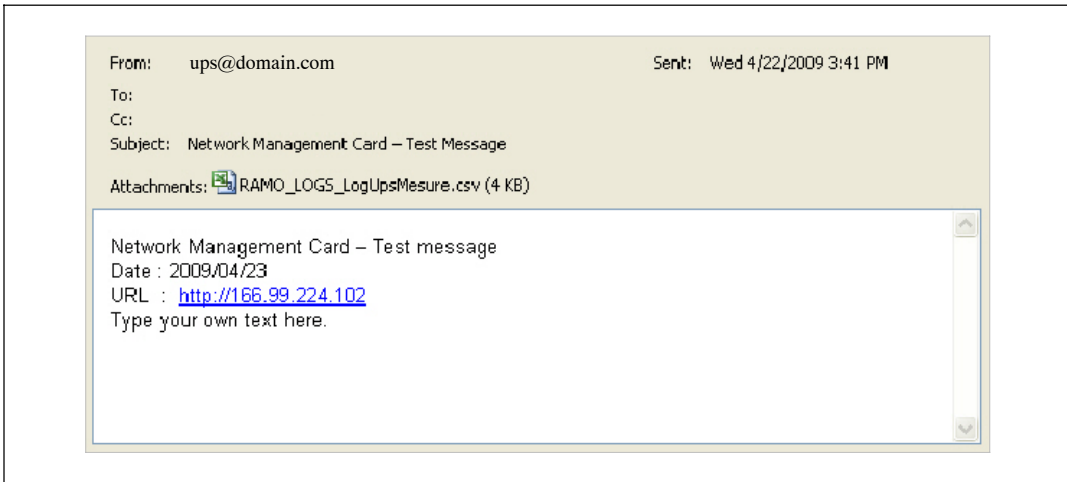 From: ups@domain.com Sent: Wed 4/22/2009 3:41 PM
To:
Cc:
Subject: Network Management Card – Test Message
Attachments: RAMO_LOGS_LogUpsMesure.csv (4 KB)
Network Management Card – Test message
Date : 2009/04/23
URL : http://166.99.224.102
Type your own text here.